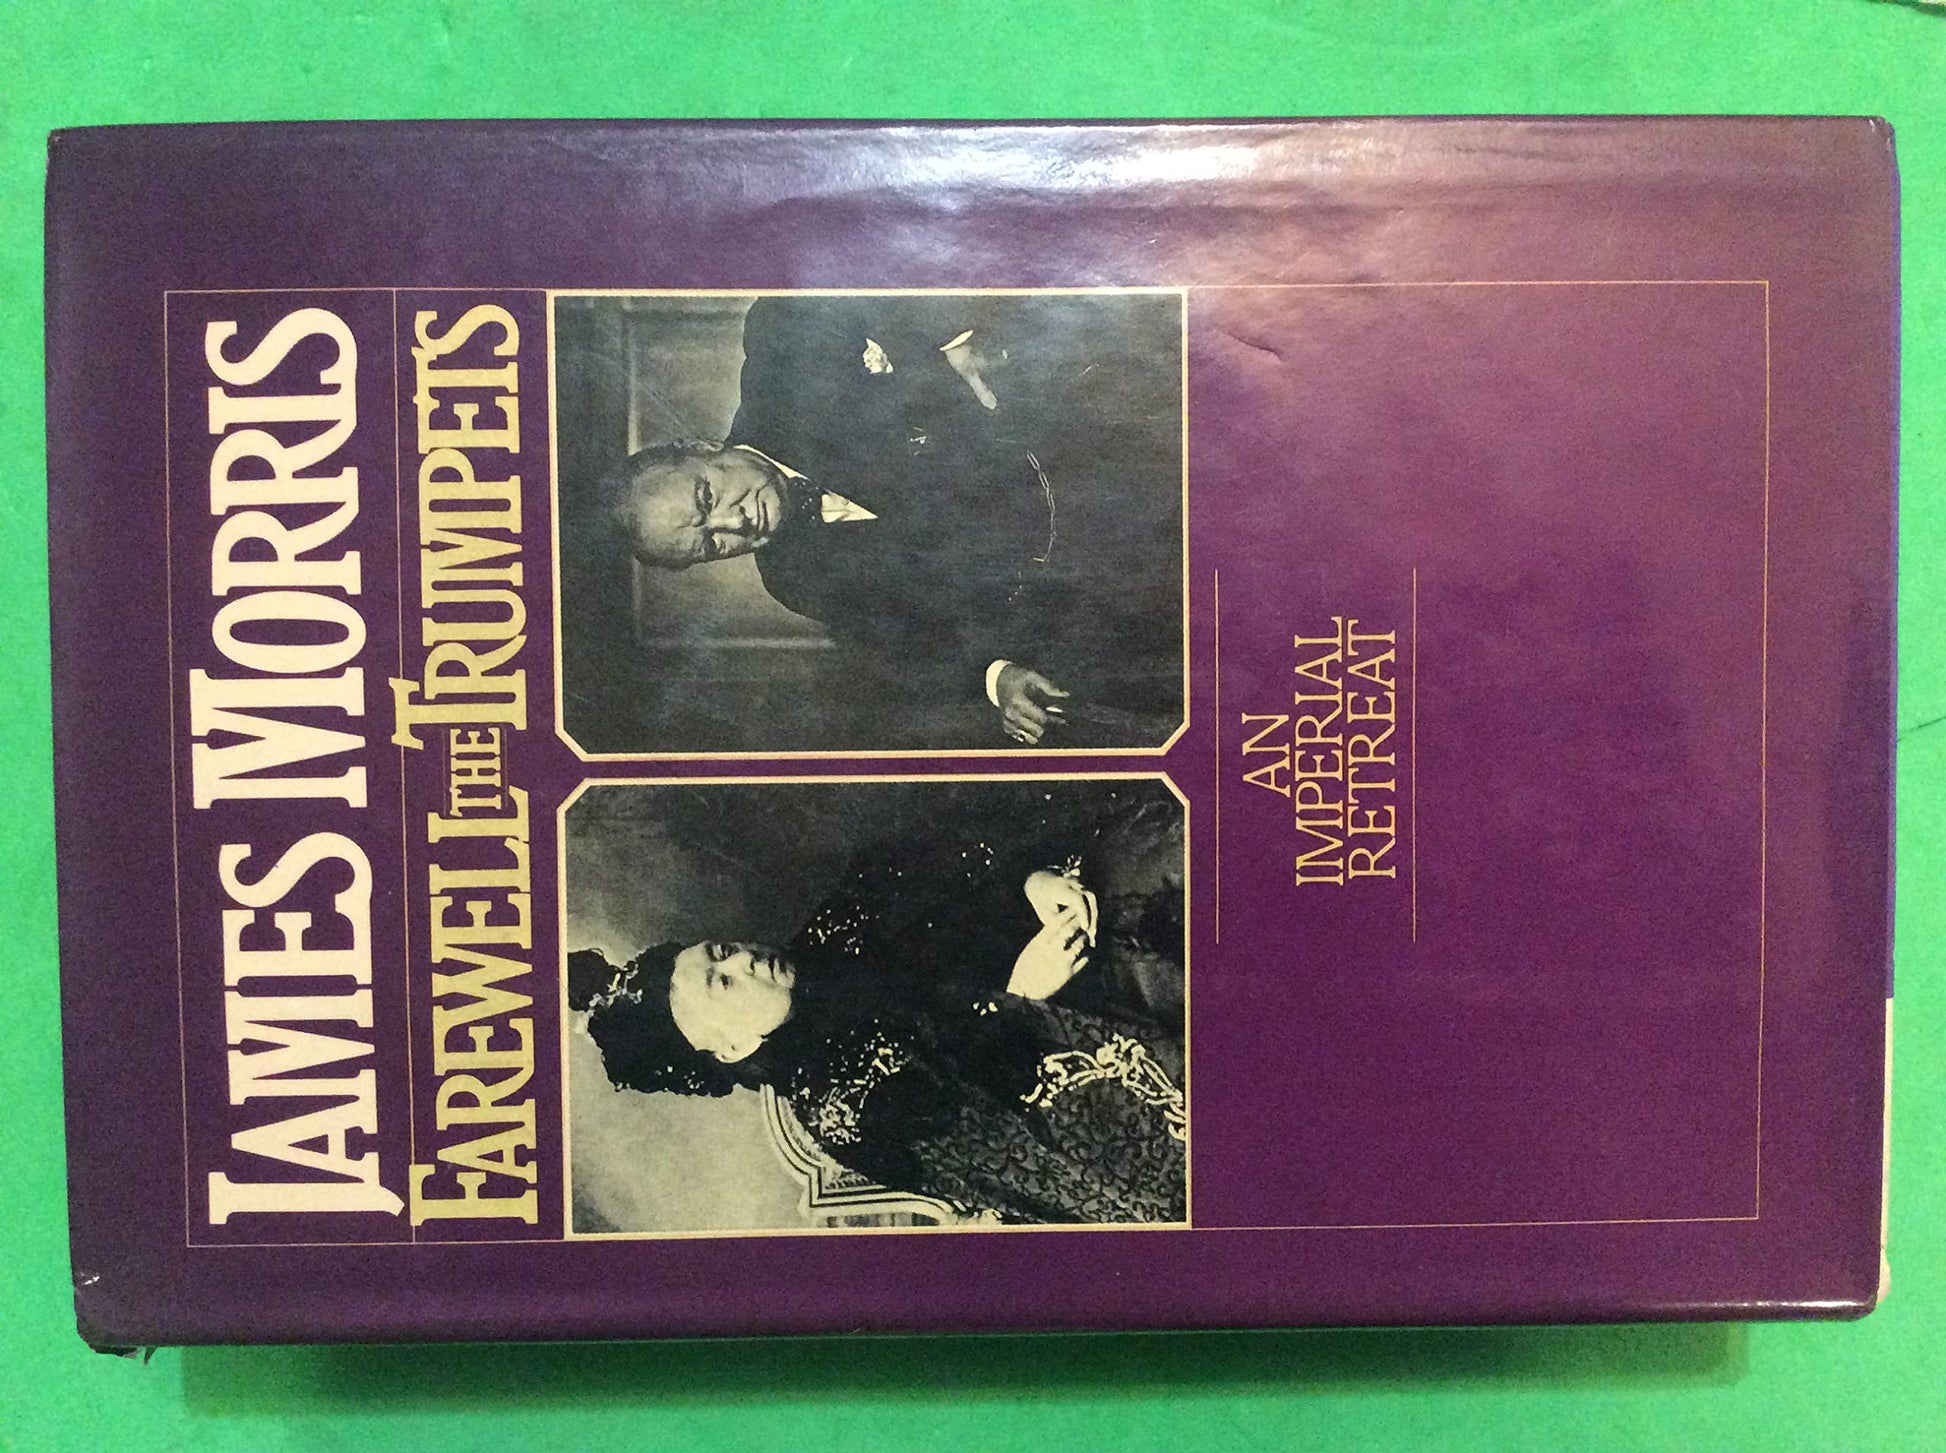 JAMES MORRIS
FAREWELL THE TRUMPETS
AN
IMPERIAL
RETREAT